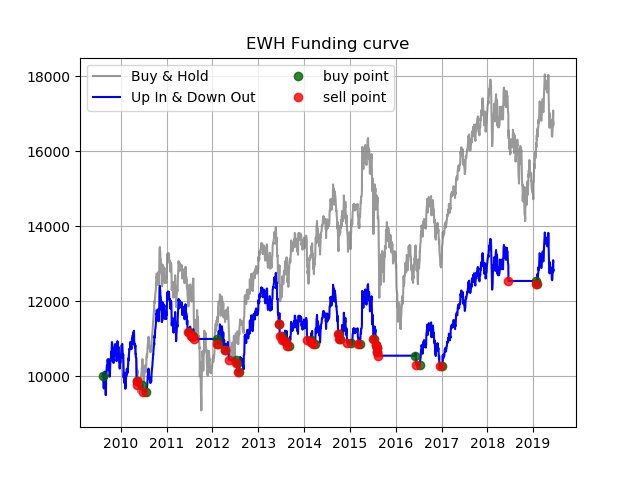 EWH Funding curve
Buy & Hold
Up In & Down Out
buy point
sell point
18000
16000
14000
12000
10000
2010 2011 2012 2013 2014 2015 2016 2017 2018 2019